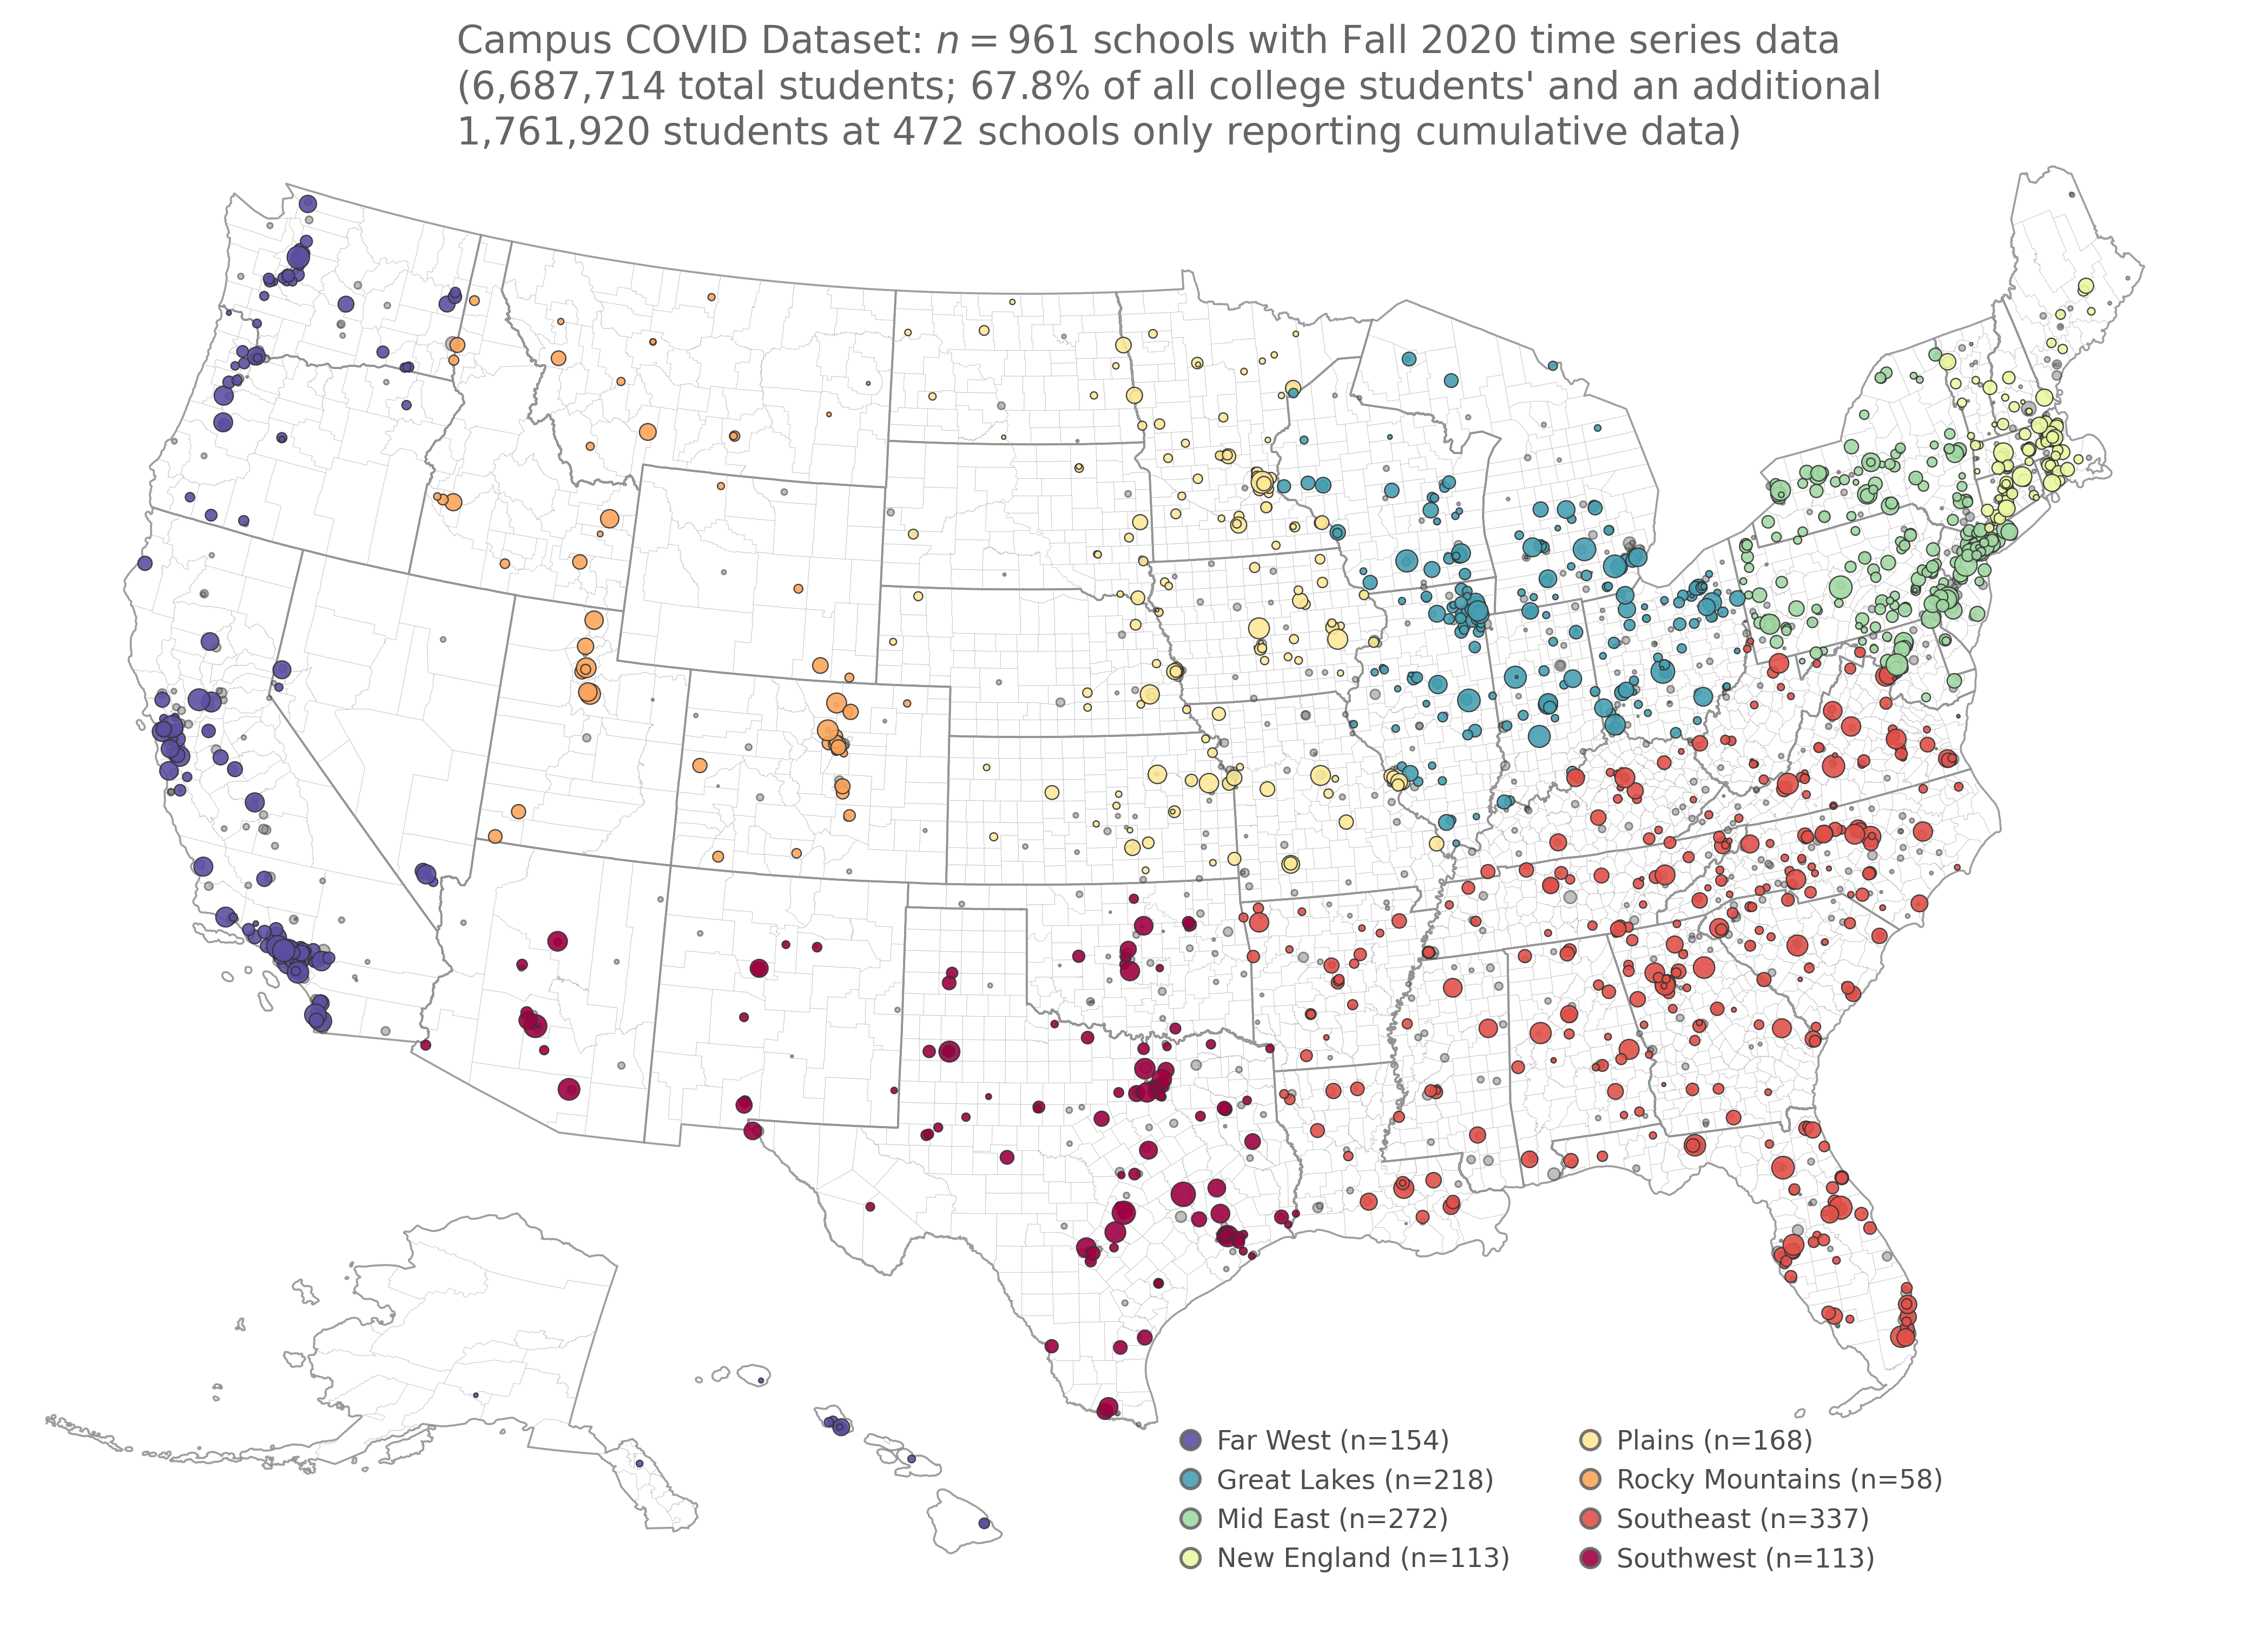 Campus COVID Dataset: n = 961 schools with Fall 2020 time series data
(6,687,714 total students; 67.8% of all college students' and an additional
1,761,920 students at 472 schools only reporting cumulative data)
Far West (n=154)
Great Lakes (n=218)
Mid East (n=272)
New England (n=113)
Plains (n=168)
Rocky Mountains (n=58)
Southeast (n=337)
Southwest (n=113)